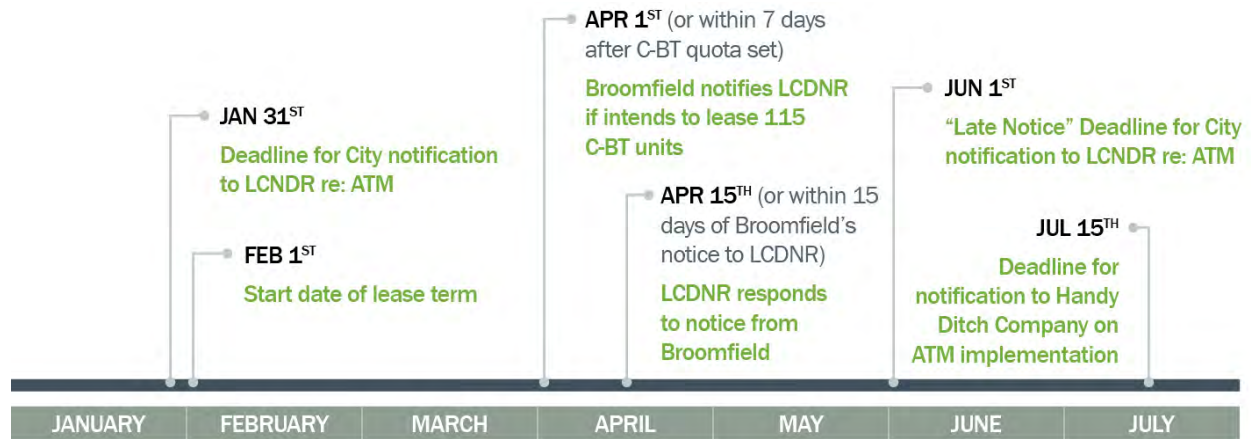 JAN 31ST
Deadline for City notification
to LCNDR re: ATM
FEB 1ST
Start date of lease term
APR 1ST (or within 7 days
after C-BT quota set)
Broomfield notifies LCDNR
if intends to lease 115
C-BT units
APR 15TH (or within 15
days of Broomfield’s
notice to LCDNR)
LCDNR responds
to notice from
Broomfield
JUN 1ST
“Late Notice” Deadline for City
notification to LCNDR re: ATM
JUL 15TH
Deadline for
notification to Handy
Ditch Company on
ATM implementation
JANUARY
FEBRUARY
MARCH
APRIL
MAY
JUNE
JULY